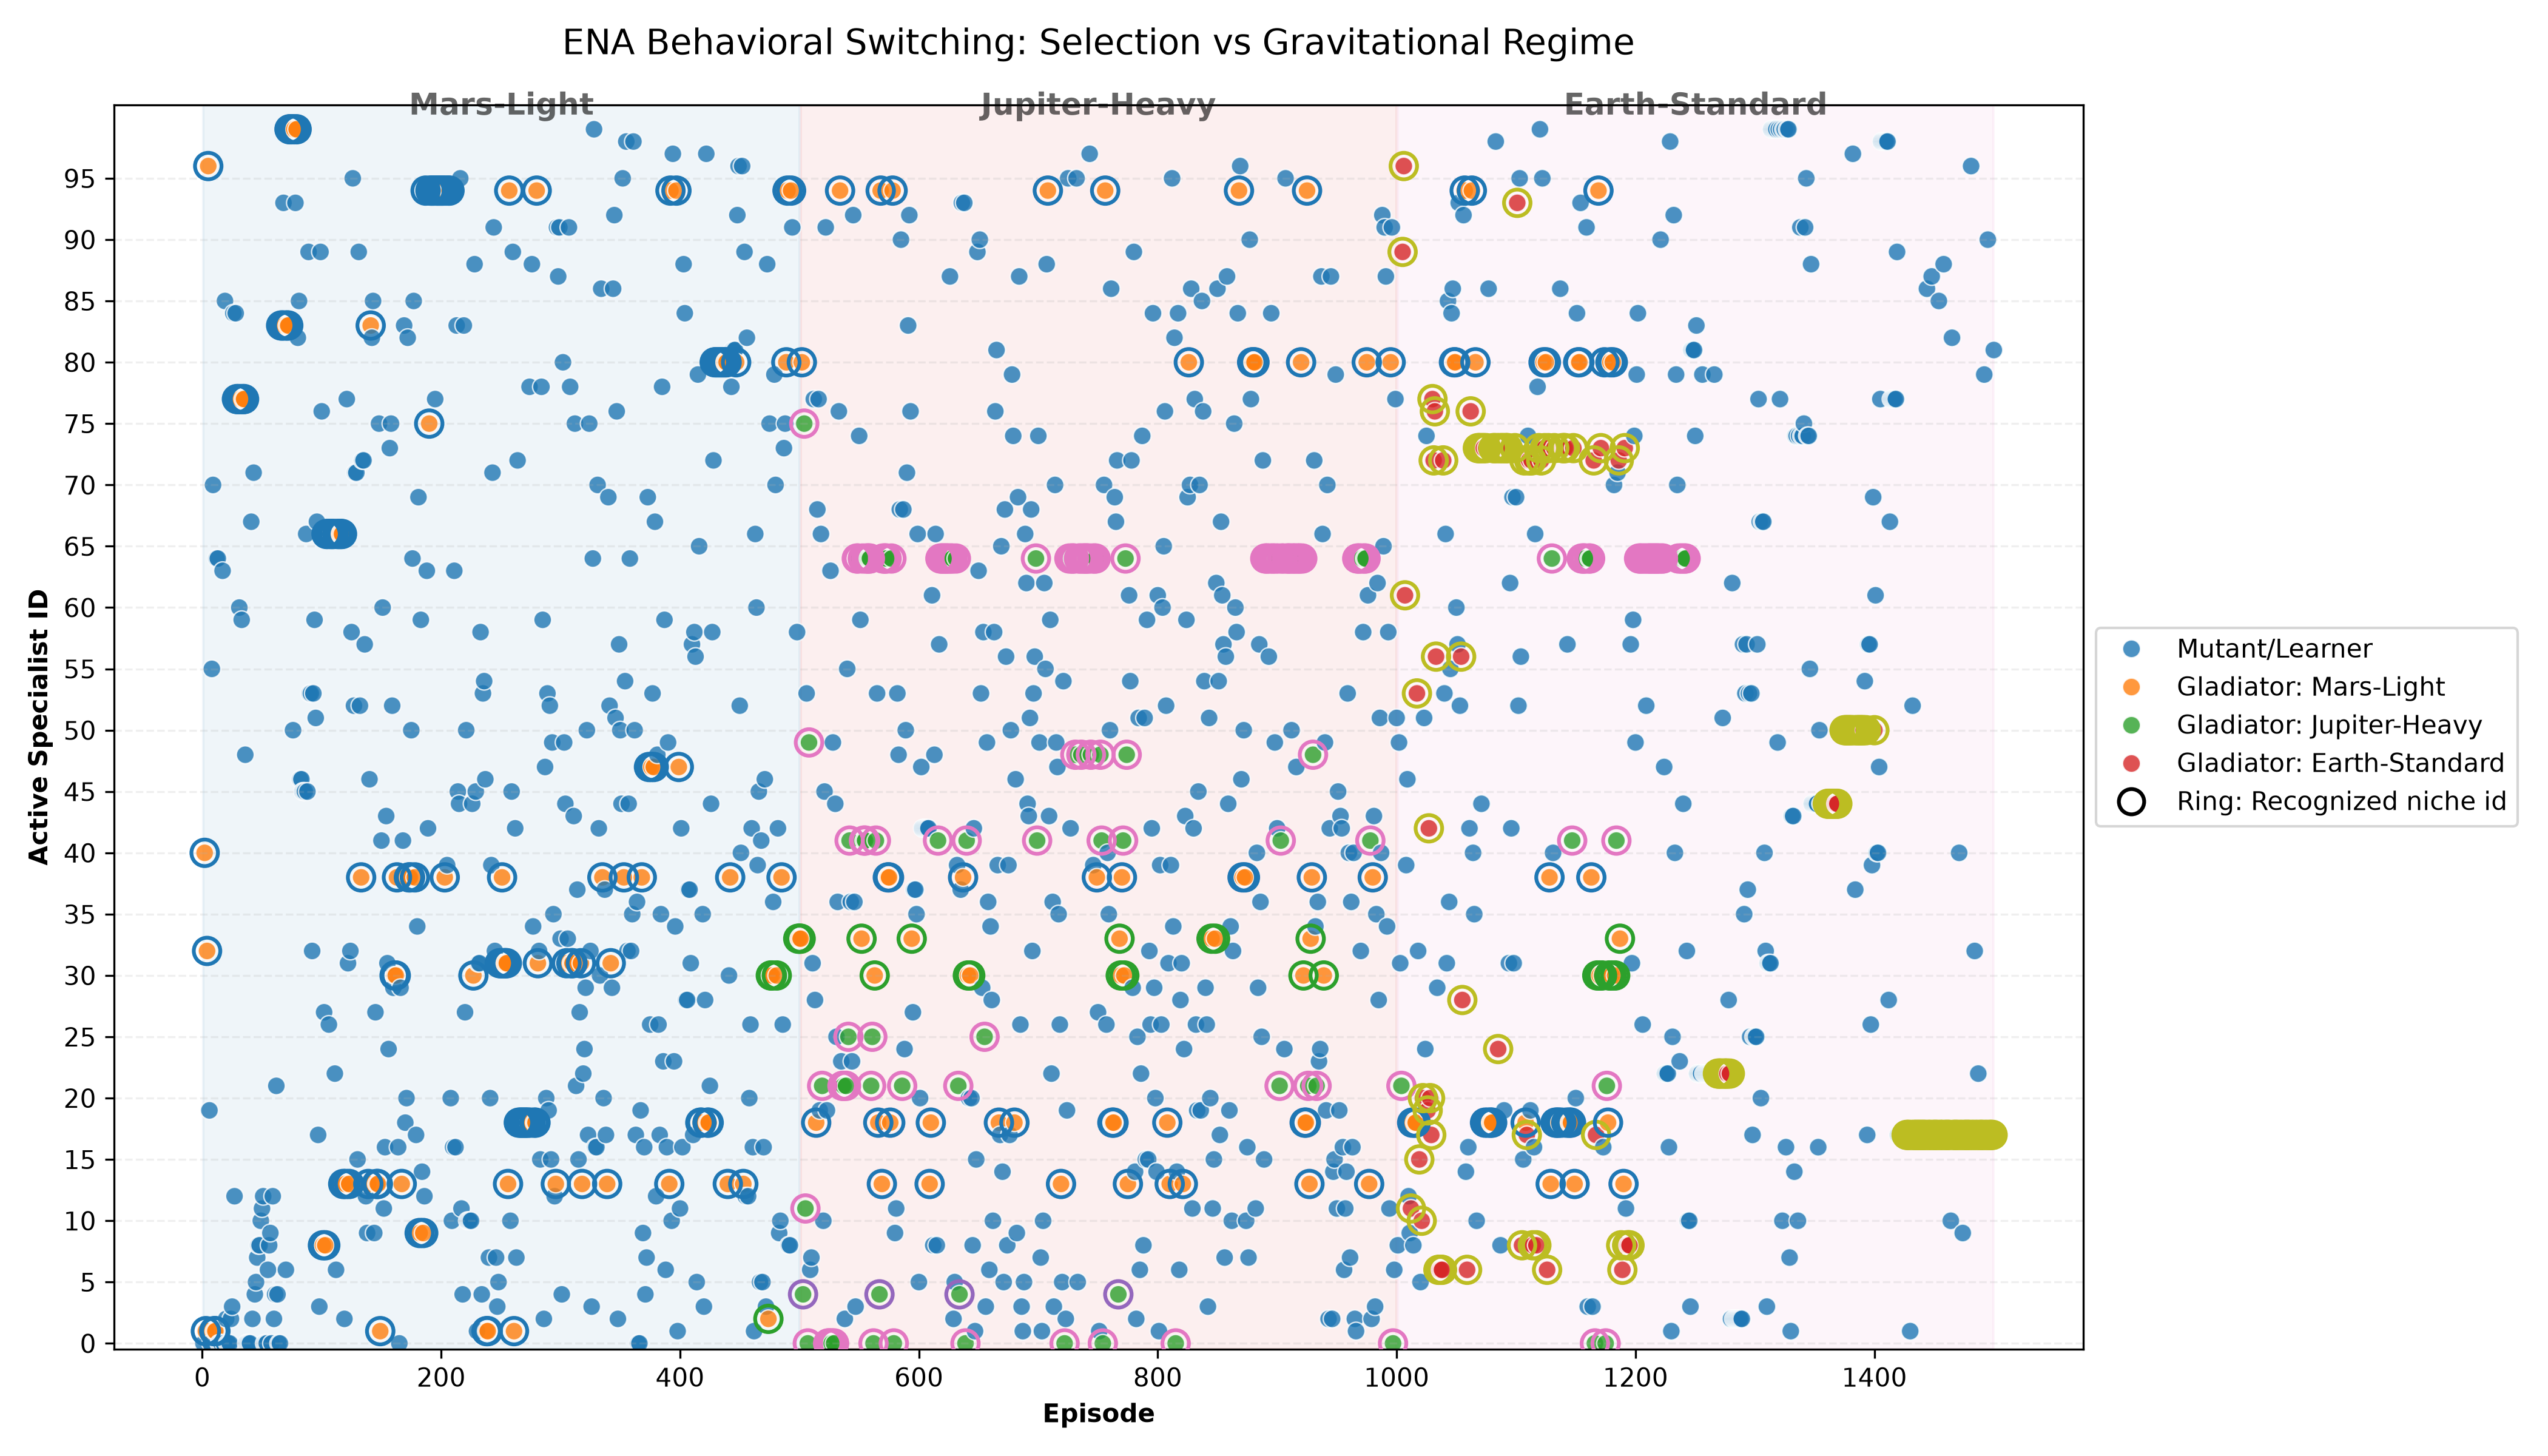 ENA Behavioral Switching: Selection vs Gravitational Regime
Mars-Light
Jupiter-Heavy
Earth-Standard
Active Specialist ID
95
90
85
80
75
70
65
60
55
50
45
40
35
30
25
20
15
10
5
0
0
200
400
600
800
1000
1200
1400
Episode
Mutant/Learner
Gladiator: Mars-Light
Gladiator: Jupiter-Heavy
Gladiator: Earth-Standard
Ring: Recognized niche id